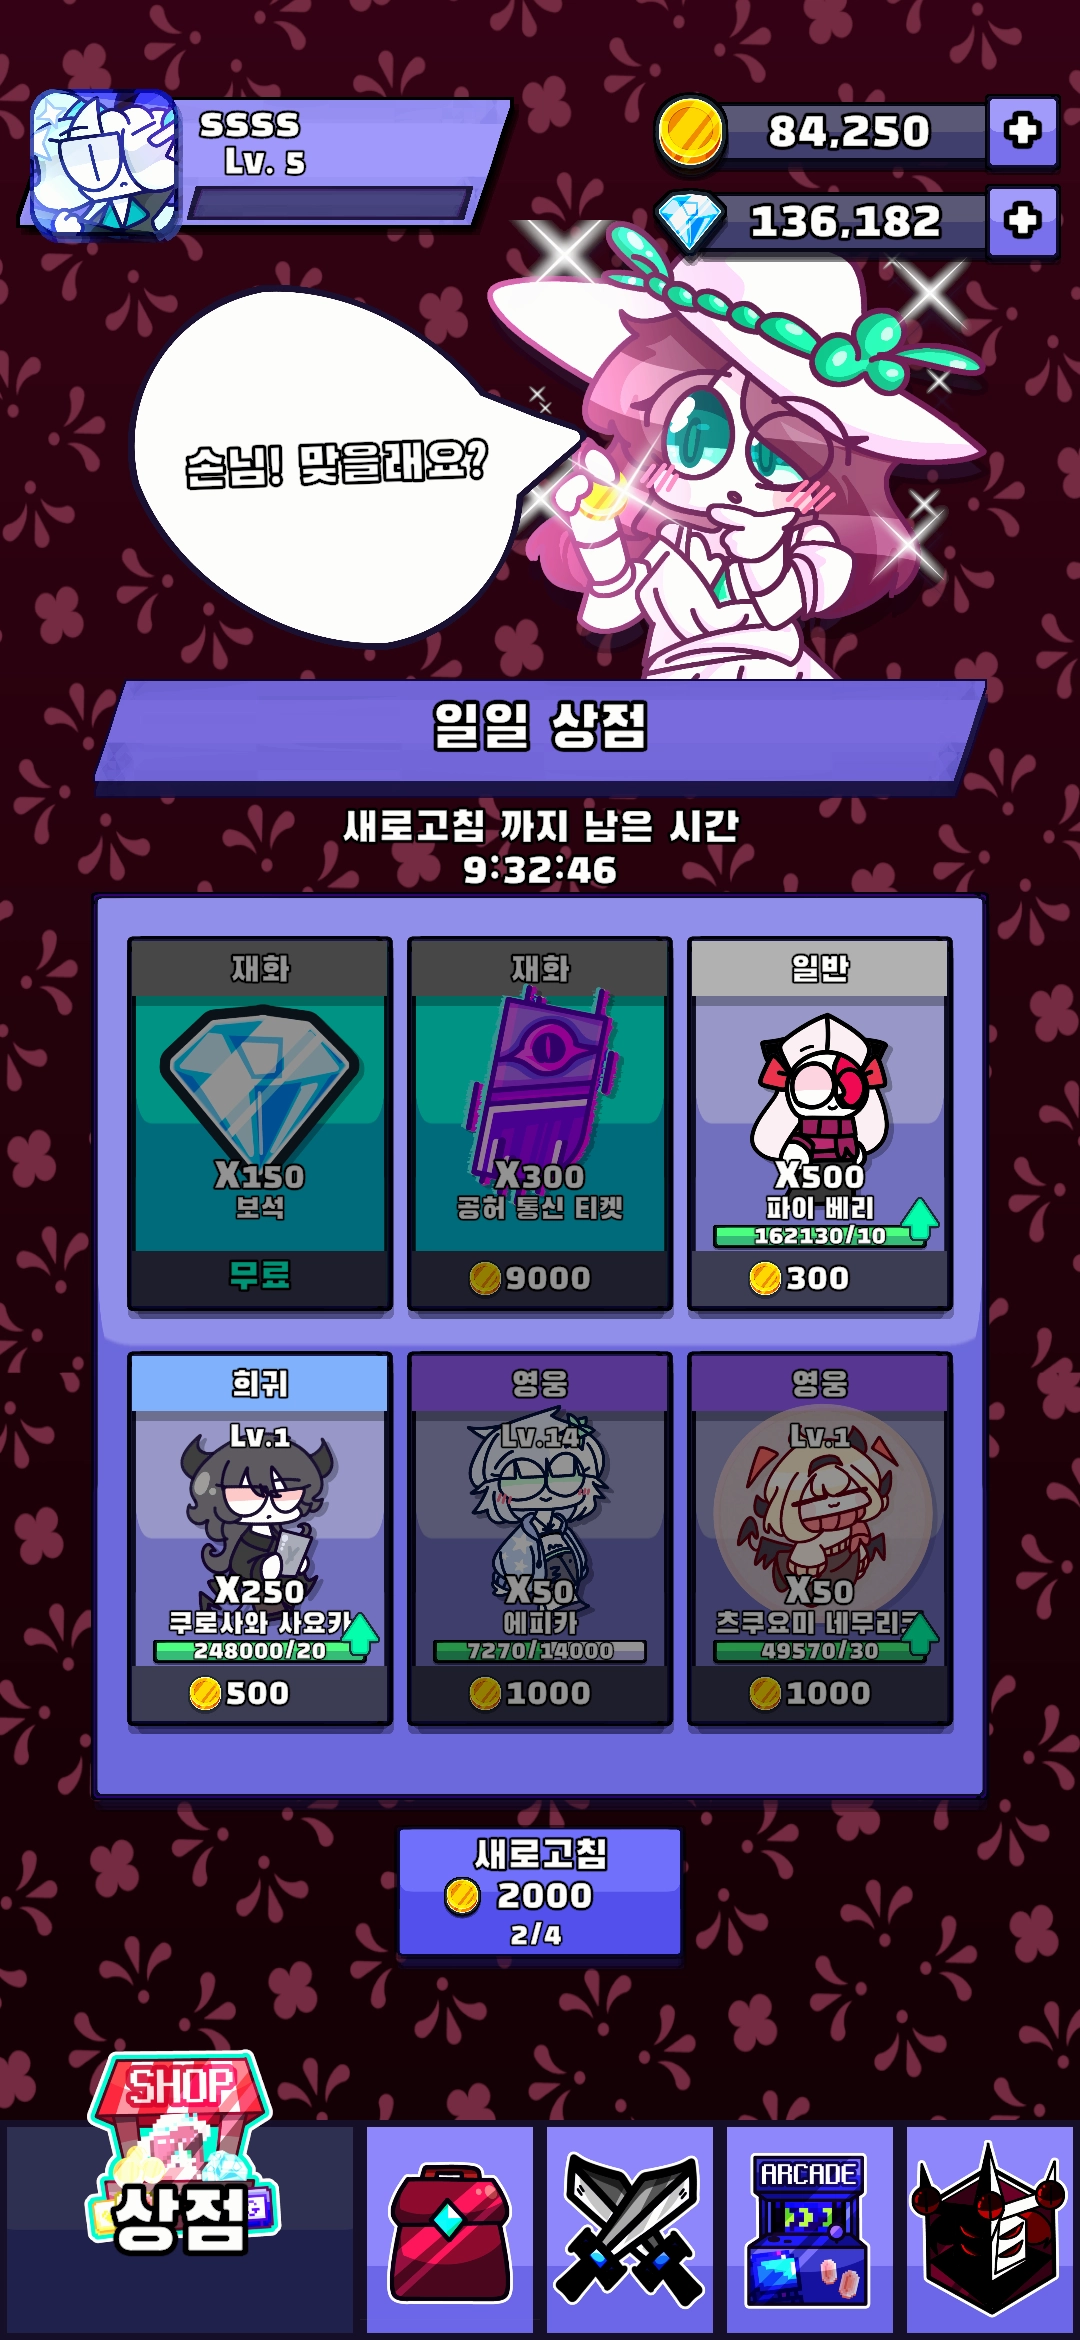 ssss
Lv. 5
84,250
136,182
손님! 맞을래요?
일일 상점
새로고침 까지 남은 시간
9:32:46
재화
재화
일반
X150
보석
무료
X300
공허 통신 티켓
9000
X500
파이 베리
162130/10
300
희귀
영웅
영웅
Lv.1
X250
쿠로사와 사요카
248000/20
500
Lv.14
X50
에피카
7270/14000
1000
Lv.1
X50
츠쿠요미 네무리코
49570/30
1000
새로고침
2000
2/4
SHOP
상점
ARCADE